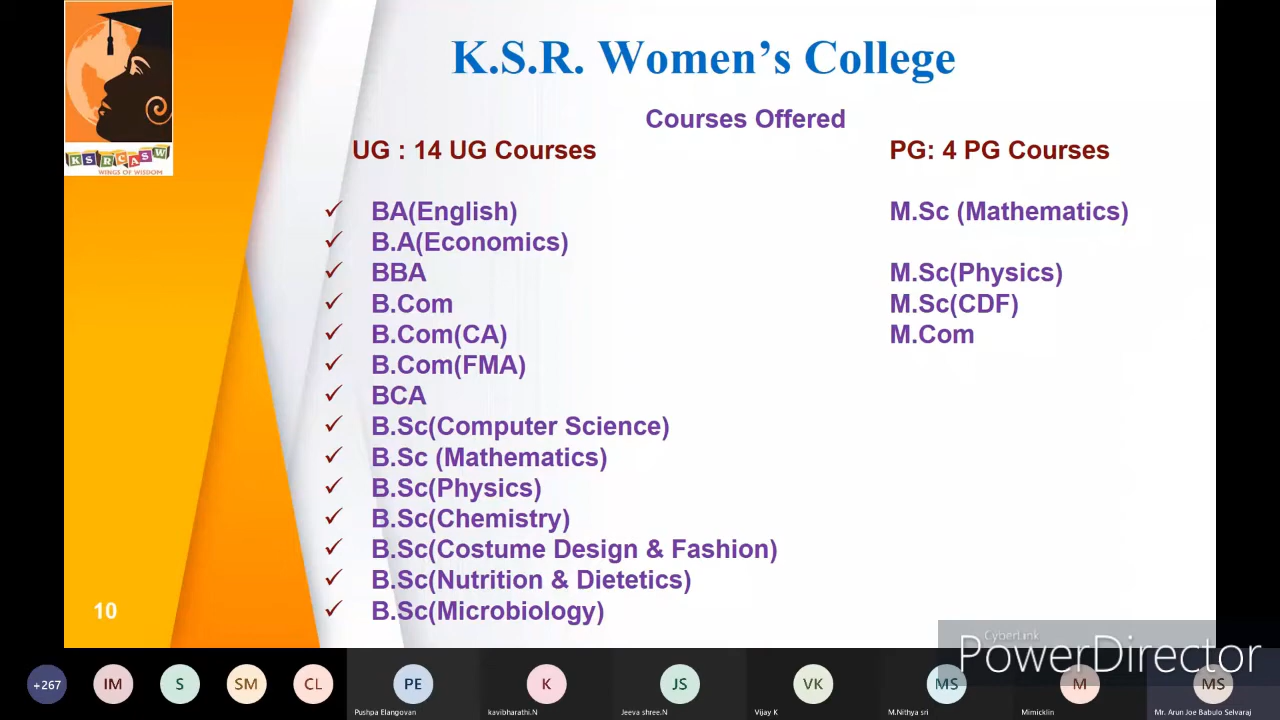 K.S.R. Women's College
K S R C A S W
WINGS OF WISDOM
Courses Offered
UG : 14 UG Courses
BA(English)
B.A(Economics)
BBA
B.Com
B.Com(CA)
B.Com(FMA)
BCA
B.Sc(Computer Science)
B.Sc (Mathematics)
B.Sc(Physics)
B.Sc(Chemistry)
B.Sc(Costume Design & Fashion)
B.Sc(Nutrition & Dietetics)
B.Sc(Microbiology)
PG: 4 PG Courses
M.Sc (Mathematics)
M.Sc(Physics)
M.Sc(CDF)
M.Com
10
CyberLink
PowerDirector
+267
IM
S
SM
CL
PE
Pushpa Elangovan
K
kavibharathi.N
JS
Jeeva shree.N
VK
Vijay K
MS
M.Nithya sri
M
Mimicklin
MS
Mr. Arun Joe Babulo Selvaraj